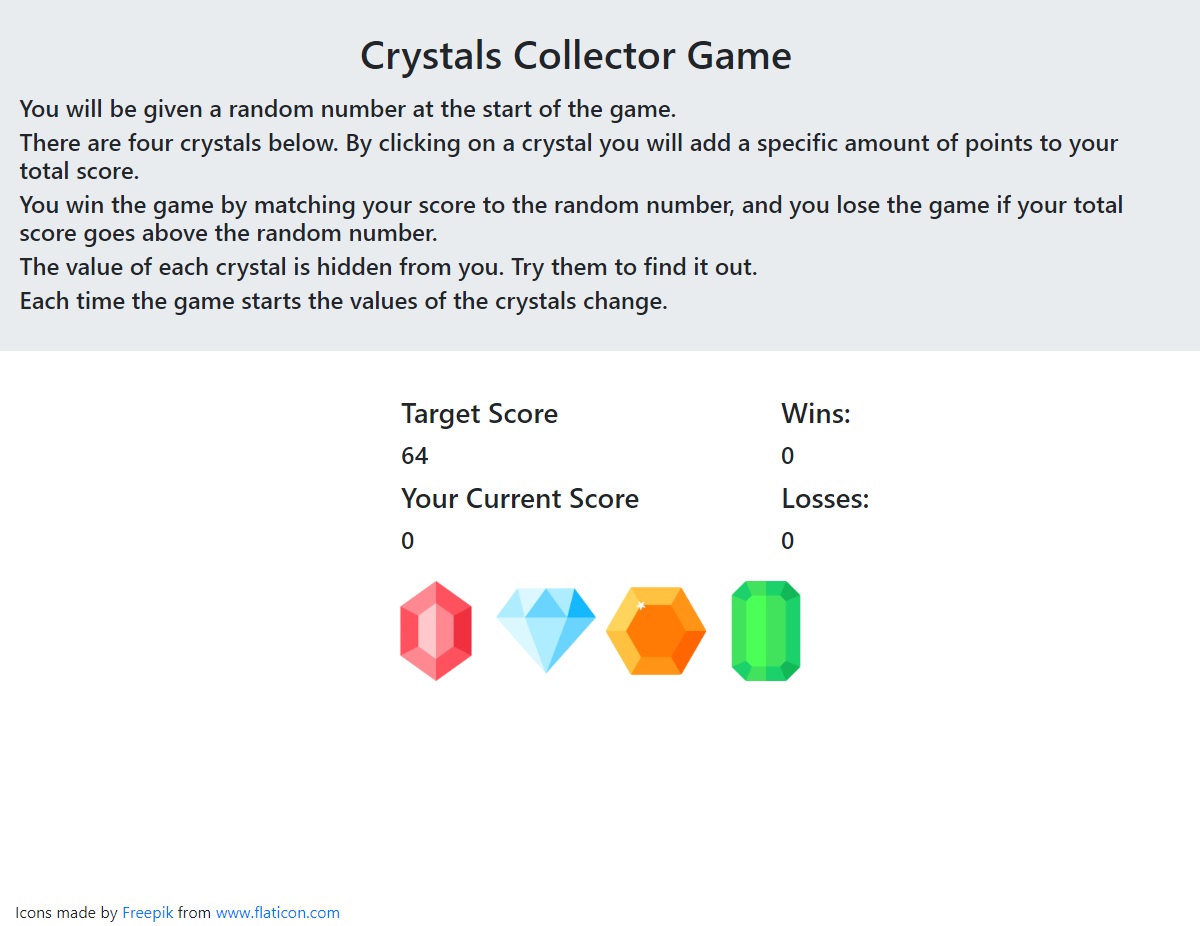 Crystals Collector Game
You will be given a random number at the start of the game.
There are four crystals below. By clicking on a crystal you will add a specific amount of points to your
total score.
You win the game by matching your score to the random number, and you lose the game if your total
score goes above the random number.
The value of each crystal is hidden from you. Try them to find it out.
Each time the game starts the values of the crystals change.
Target Score
64
Your Current Score
0
Wins:
0
Losses:
0
Icons made by Freepik from www.flaticon.com